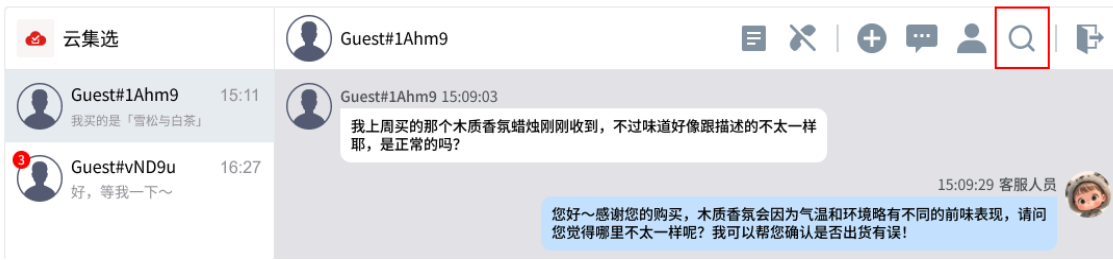 云集选
Guest#1Ahm9
Guest#1Ahm9 15:11
我买的是「雪松与白茶」
3
Guest#vND9u 16:27
好，等我一下～
Guest#1Ahm9 15:09:03
我上周买的那个木质香氛蜡烛刚刚收到，不过味道好像跟描述的不太一样
耶，是正常的吗？
15:09:29 客服人员
您好～感谢您的购买，木质香氛会因为气温和环境略有不同的前味表现，请问
您觉得哪里不太一样呢？我可以帮您确认是否出货有误！